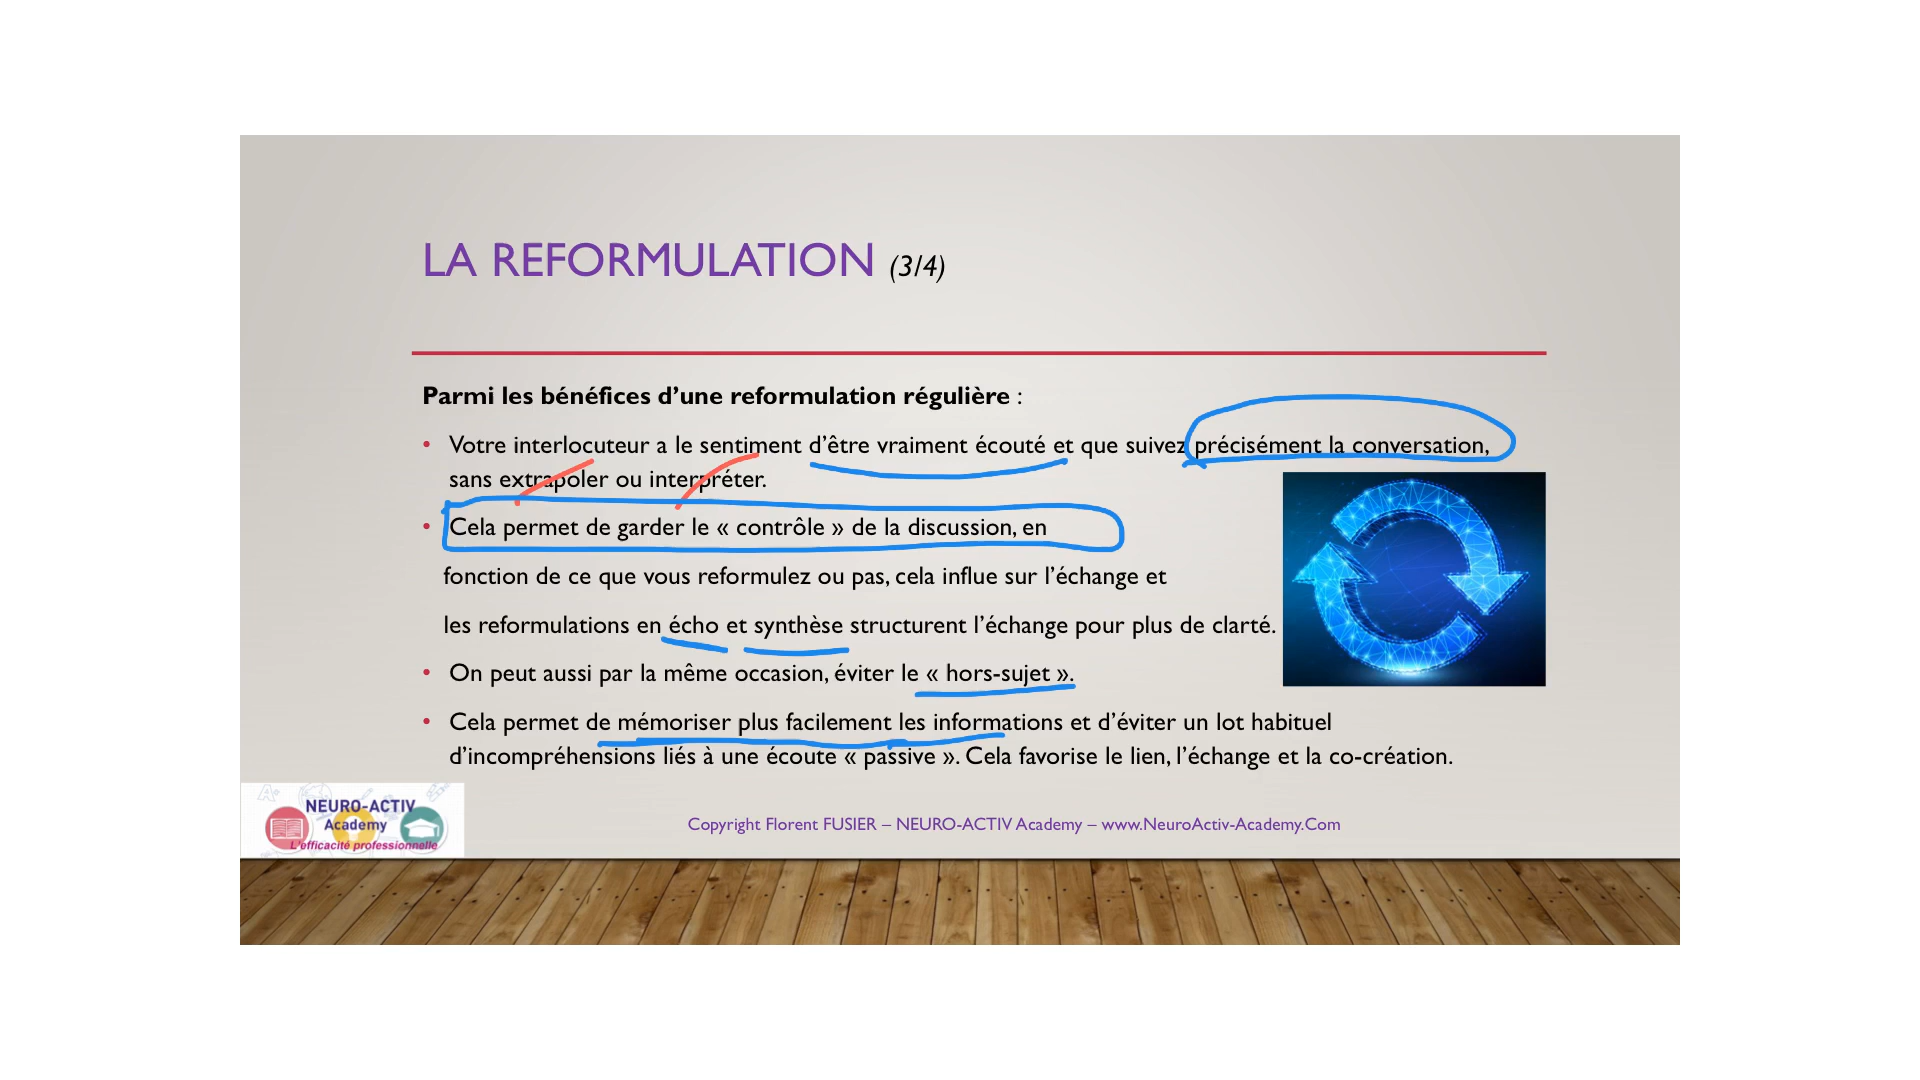 LA REFORMULATION (3/4)
Parmi les bénéfices d’une reformulation régulière :
• Votre interlocuteur a le sentiment d’être vraiment écouté et que suivez précisément la conversation,
sans extrapoler ou interpréter.
• Cela permet de garder le « contrôle » de la discussion, en
fonction de ce que vous reformulez ou pas, cela influe sur l’échange et
les reformulations en écho et synthèse structurent l’échange pour plus de clarté.
• On peut aussi par la même occasion, éviter le « hors-sujet ».
• Cela permet de mémoriser plus facilement les informations et d’éviter un lot habituel
d’incompréhensions liés à une écoute « passive ». Cela favorise le lien, l’échange et la co-création.
NEURO-ACTIV
Academy
L'efficacité professionnelle
Copyright Florent FUSIER – NEURO-ACTIV Academy – www.NeuroActiv-Academy.Com